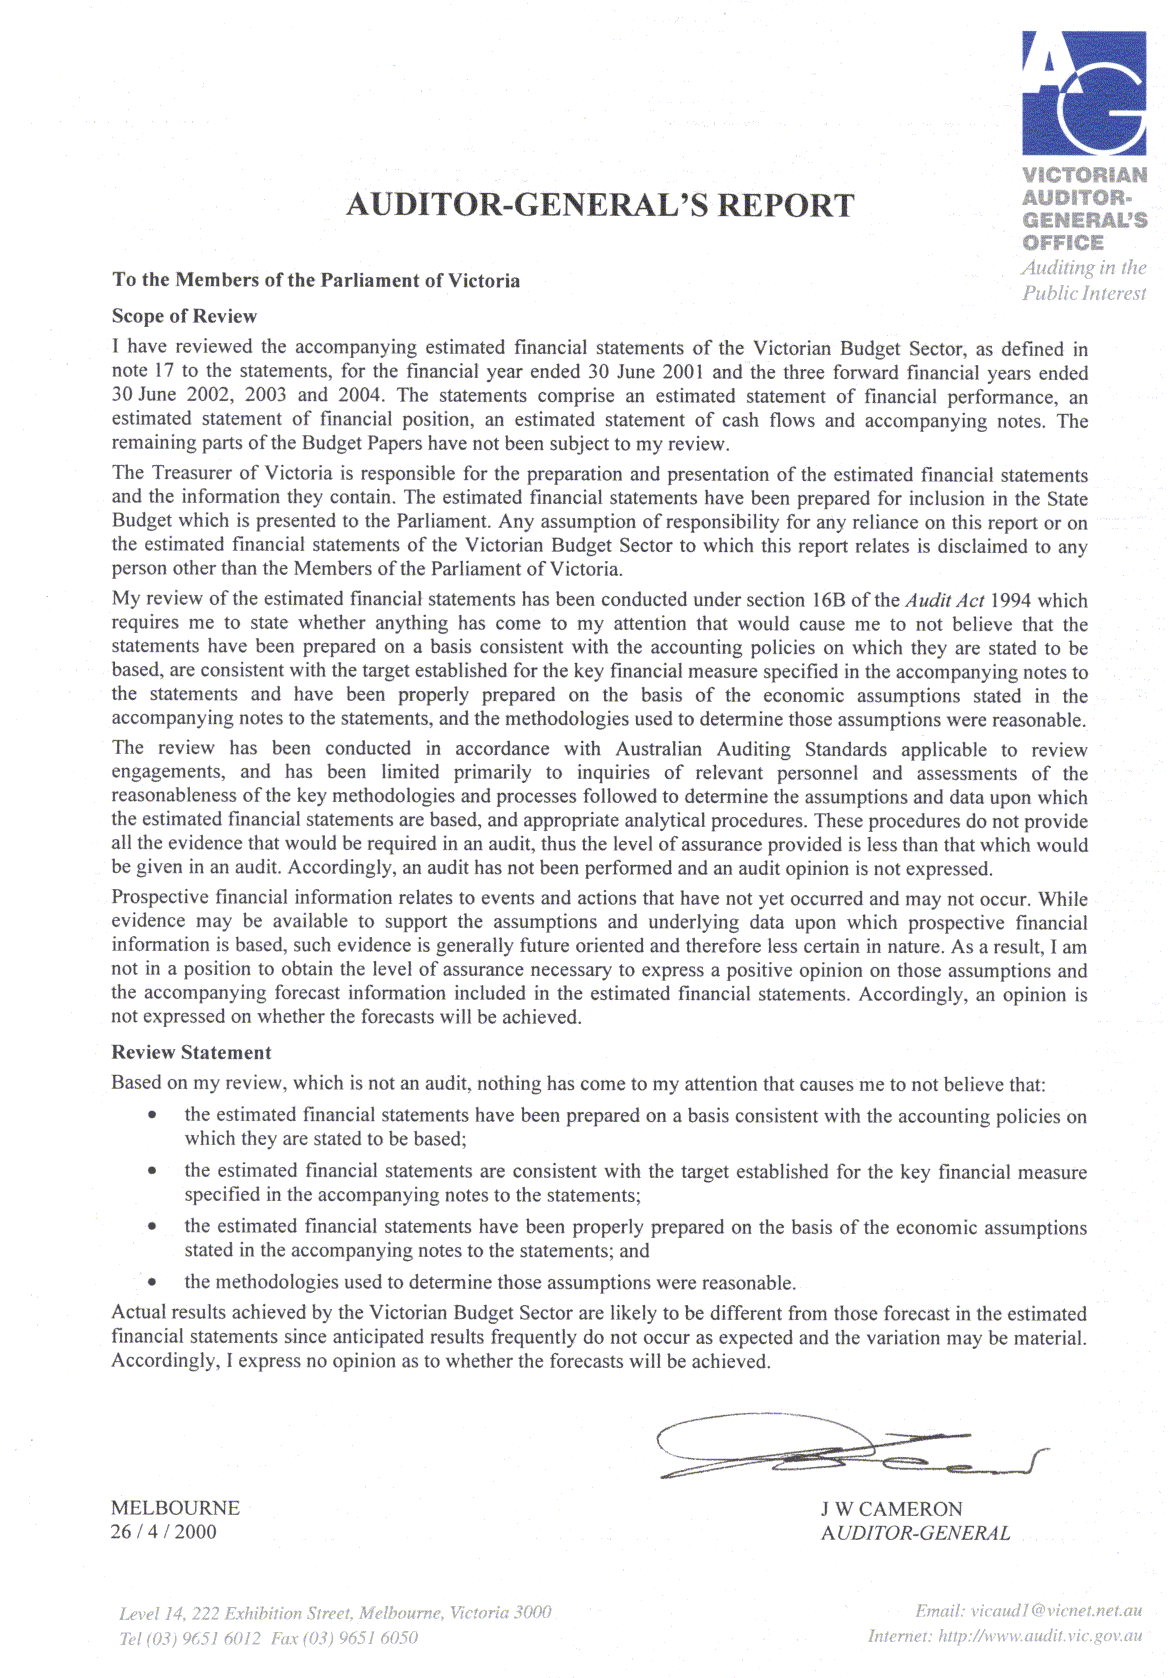 AG
VICTORIAN
AUDITOR-
GENERAL'S
OFFICE
Auditing in the
Public Interest
AUDITOR-GENERAL'S REPORT
To the Members of the Parliament of Victoria
Scope of Review
I have reviewed the accompanying estimated financial statements of the Victorian Budget Sector, as defined in
note 17 to the statements, for the financial year ended 30 June 2001 and the three forward financial years ended
30 June 2002, 2003 and 2004. The statements comprise an estimated statement of financial performance, an
estimated statement of financial position, an estimated statement of cash flows and accompanying notes. The
remaining parts of the Budget Papers have not been subject to my review.
The Treasurer of Victoria is responsible for the preparation and presentation of the estimated financial statements
and the information they contain. The estimated financial statements have been prepared for inclusion in the State
Budget which is presented to the Parliament. Any assumption of responsibility for any reliance on this report or on
the estimated financial statements of the Victorian Budget Sector to which this report relates is disclaimed to any
person other than the Members of the Parliament of Victoria.
My review of the estimated financial statements has been conducted under section 16B of the Audit Act 1994 which
requires me to state whether anything has come to my attention that would cause me to not believe that the
statements have been prepared on a basis consistent with the accounting policies on which they are stated to be
based, are consistent with the target established for the key financial measure specified in the accompanying notes to
the statements and have been properly prepared on the basis of the economic assumptions stated in the
accompanying notes to the statements, and the methodologies used to determine those assumptions were reasonable.
The review has been conducted in accordance with Australian Auditing Standards applicable to review
engagements, and has been limited primarily to inquiries of relevant personnel and assessments of the
reasonableness of the key methodologies and processes followed to determine the assumptions and data upon which
the estimated financial statements are based, and appropriate analytical procedures. These procedures do not provide
all the evidence that would be required in an audit, thus the level of assurance provided is less than that which would
be given in an audit. Accordingly, an audit has not been performed and an audit opinion is not expressed.
Prospective financial information relates to events and actions that have not yet occurred and may not occur. While
evidence may be available to support the assumptions and underlying data upon which prospective financial
information is based, such evidence is generally future oriented and therefore less certain in nature. As a result, I am
not in a position to obtain the level of assurance necessary to express a positive opinion on those assumptions and
the accompanying forecast information included in the estimated financial statements. Accordingly, an opinion is
not expressed on whether the forecasts will be achieved.
Review Statement
Based on my review, which is not an audit, nothing has come to my attention that causes me to not believe that:
• the estimated financial statements have been prepared on a basis consistent with the accounting policies on
which they are stated to be based;
• the estimated financial statements are consistent with the target established for the key financial measure
specified in the accompanying notes to the statements;
• the estimated financial statements have been properly prepared on the basis of the economic assumptions
stated in the accompanying notes to the statements; and
• the methodologies used to determine those assumptions were reasonable.
Actual results achieved by the Victorian Budget Sector are likely to be different from those forecast in the estimated
financial statements since anticipated results frequently do not occur as expected and the variation may be material.
Accordingly, I express no opinion as to whether the forecasts will be achieved.
MELBOURNE
26 / 4 / 2000
J W CAMERON
AUDITOR-GENERAL
Level 14, 222 Exhibition Street, Melbourne, Victoria 3000
Tel (03) 9651 6012 Fax (03) 9651 6050
Email: vicaud1@vicnet.net.au
Internet: http://www.audit.vic.gov.au